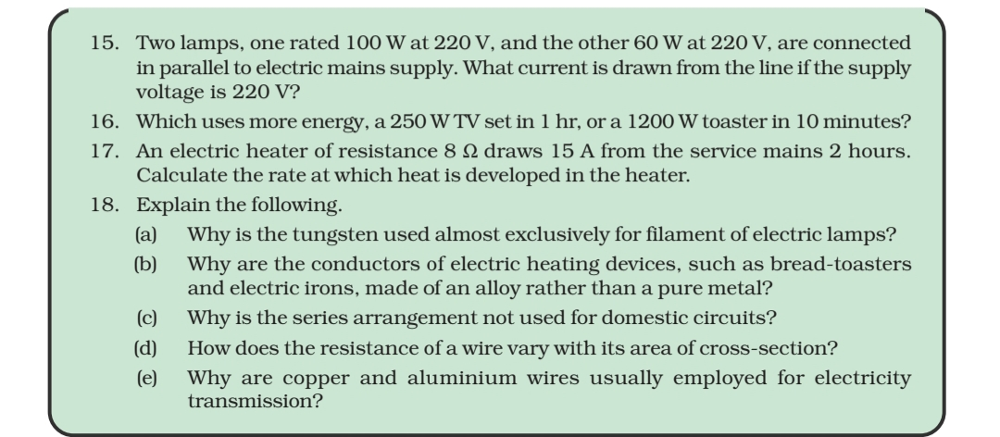 15. Two lamps, one rated 100 W at 220 V, and the other 60 W at 220 V, are connected
in parallel to electric mains supply. What current is drawn from the line if the supply
voltage is 220 V?
16. Which uses more energy, a 250 W TV set in 1 hr, or a 1200 W toaster in 10 minutes?
17. An electric heater of resistance 8 Ω draws 15 A from the service mains 2 hours.
Calculate the rate at which heat is developed in the heater.
18. Explain the following.
(a) Why is the tungsten used almost exclusively for filament of electric lamps?
(b) Why are the conductors of electric heating devices, such as bread-toasters
and electric irons, made of an alloy rather than a pure metal?
(c) Why is the series arrangement not used for domestic circuits?
(d) How does the resistance of a wire vary with its area of cross-section?
(e) Why are copper and aluminium wires usually employed for electricity
transmission?